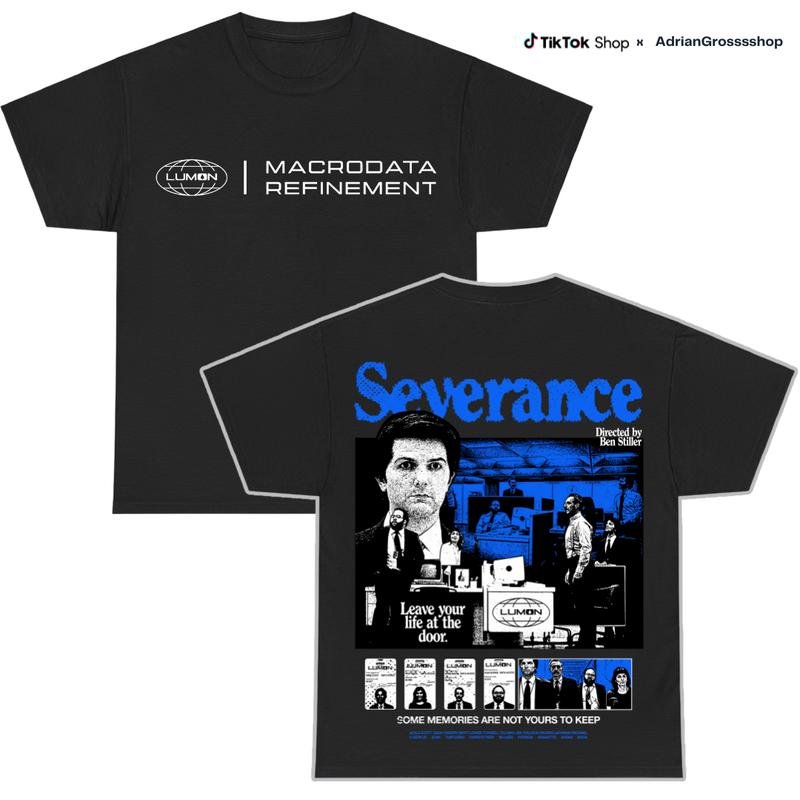 TikTok Shop × AdrianGrosssshop
LUMON | MACRODATA
REFINEMENT
Severance
Directed by
Ben Stiller
Leave your
life at the
door.
LUMON
LUMON
LUMON
LUMON
LUMON
SOME MEMORIES ARE NOT YOURS TO KEEP